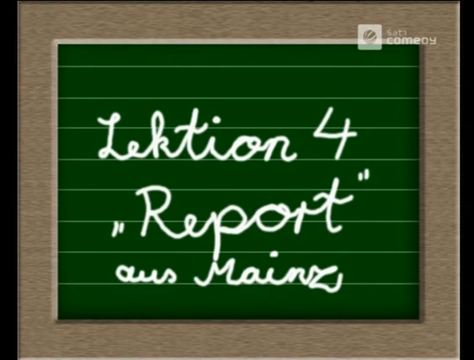 Sat1
comedy
Lektion 4
„Report"
aus Mainz